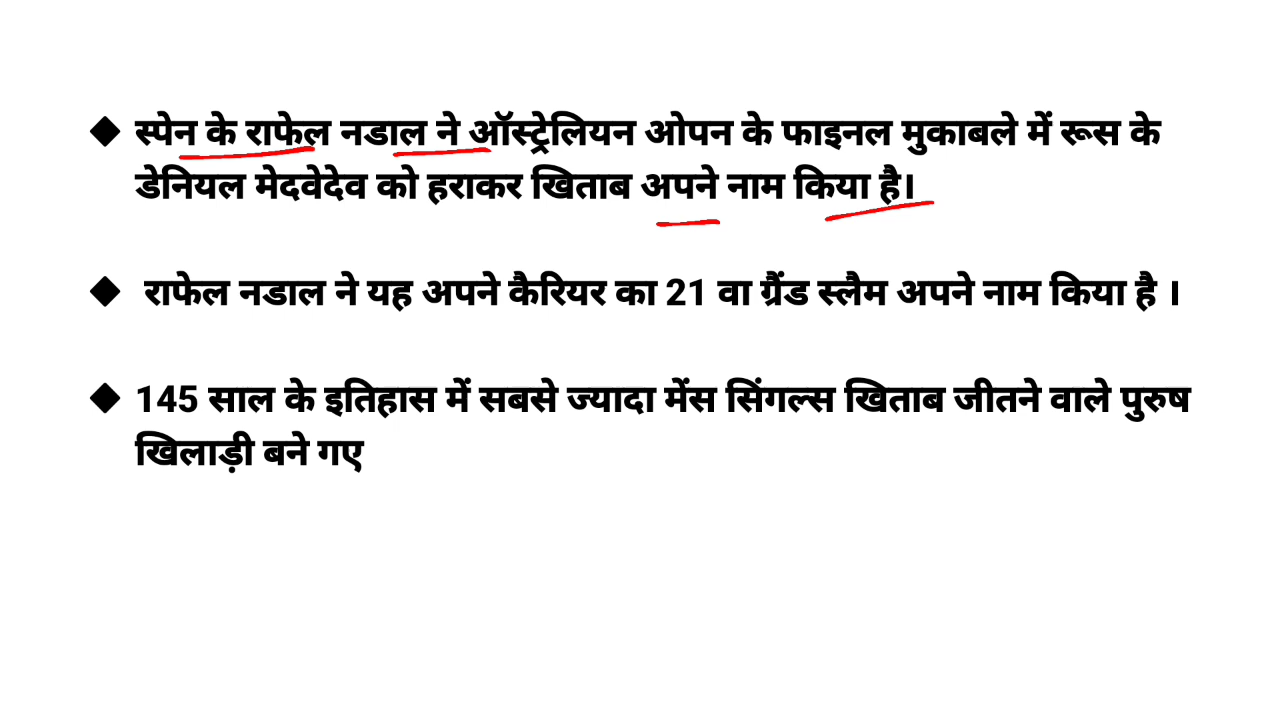 ◆ स्पेन के राफेल नडाल ने ऑस्ट्रेलियन ओपन के फाइनल मुकाबले में रूस के
डेनियल मेदवेदेव को हराकर खिताब अपने नाम किया है।
◆ राफेल नडाल ने यह अपने कैरियर का 21 वा ग्रैंड स्लैम अपने नाम किया है ।
◆ 145 साल के इतिहास में सबसे ज्यादा मेंस सिंगल्स खिताब जीतने वाले पुरुष
खिलाड़ी बने गए